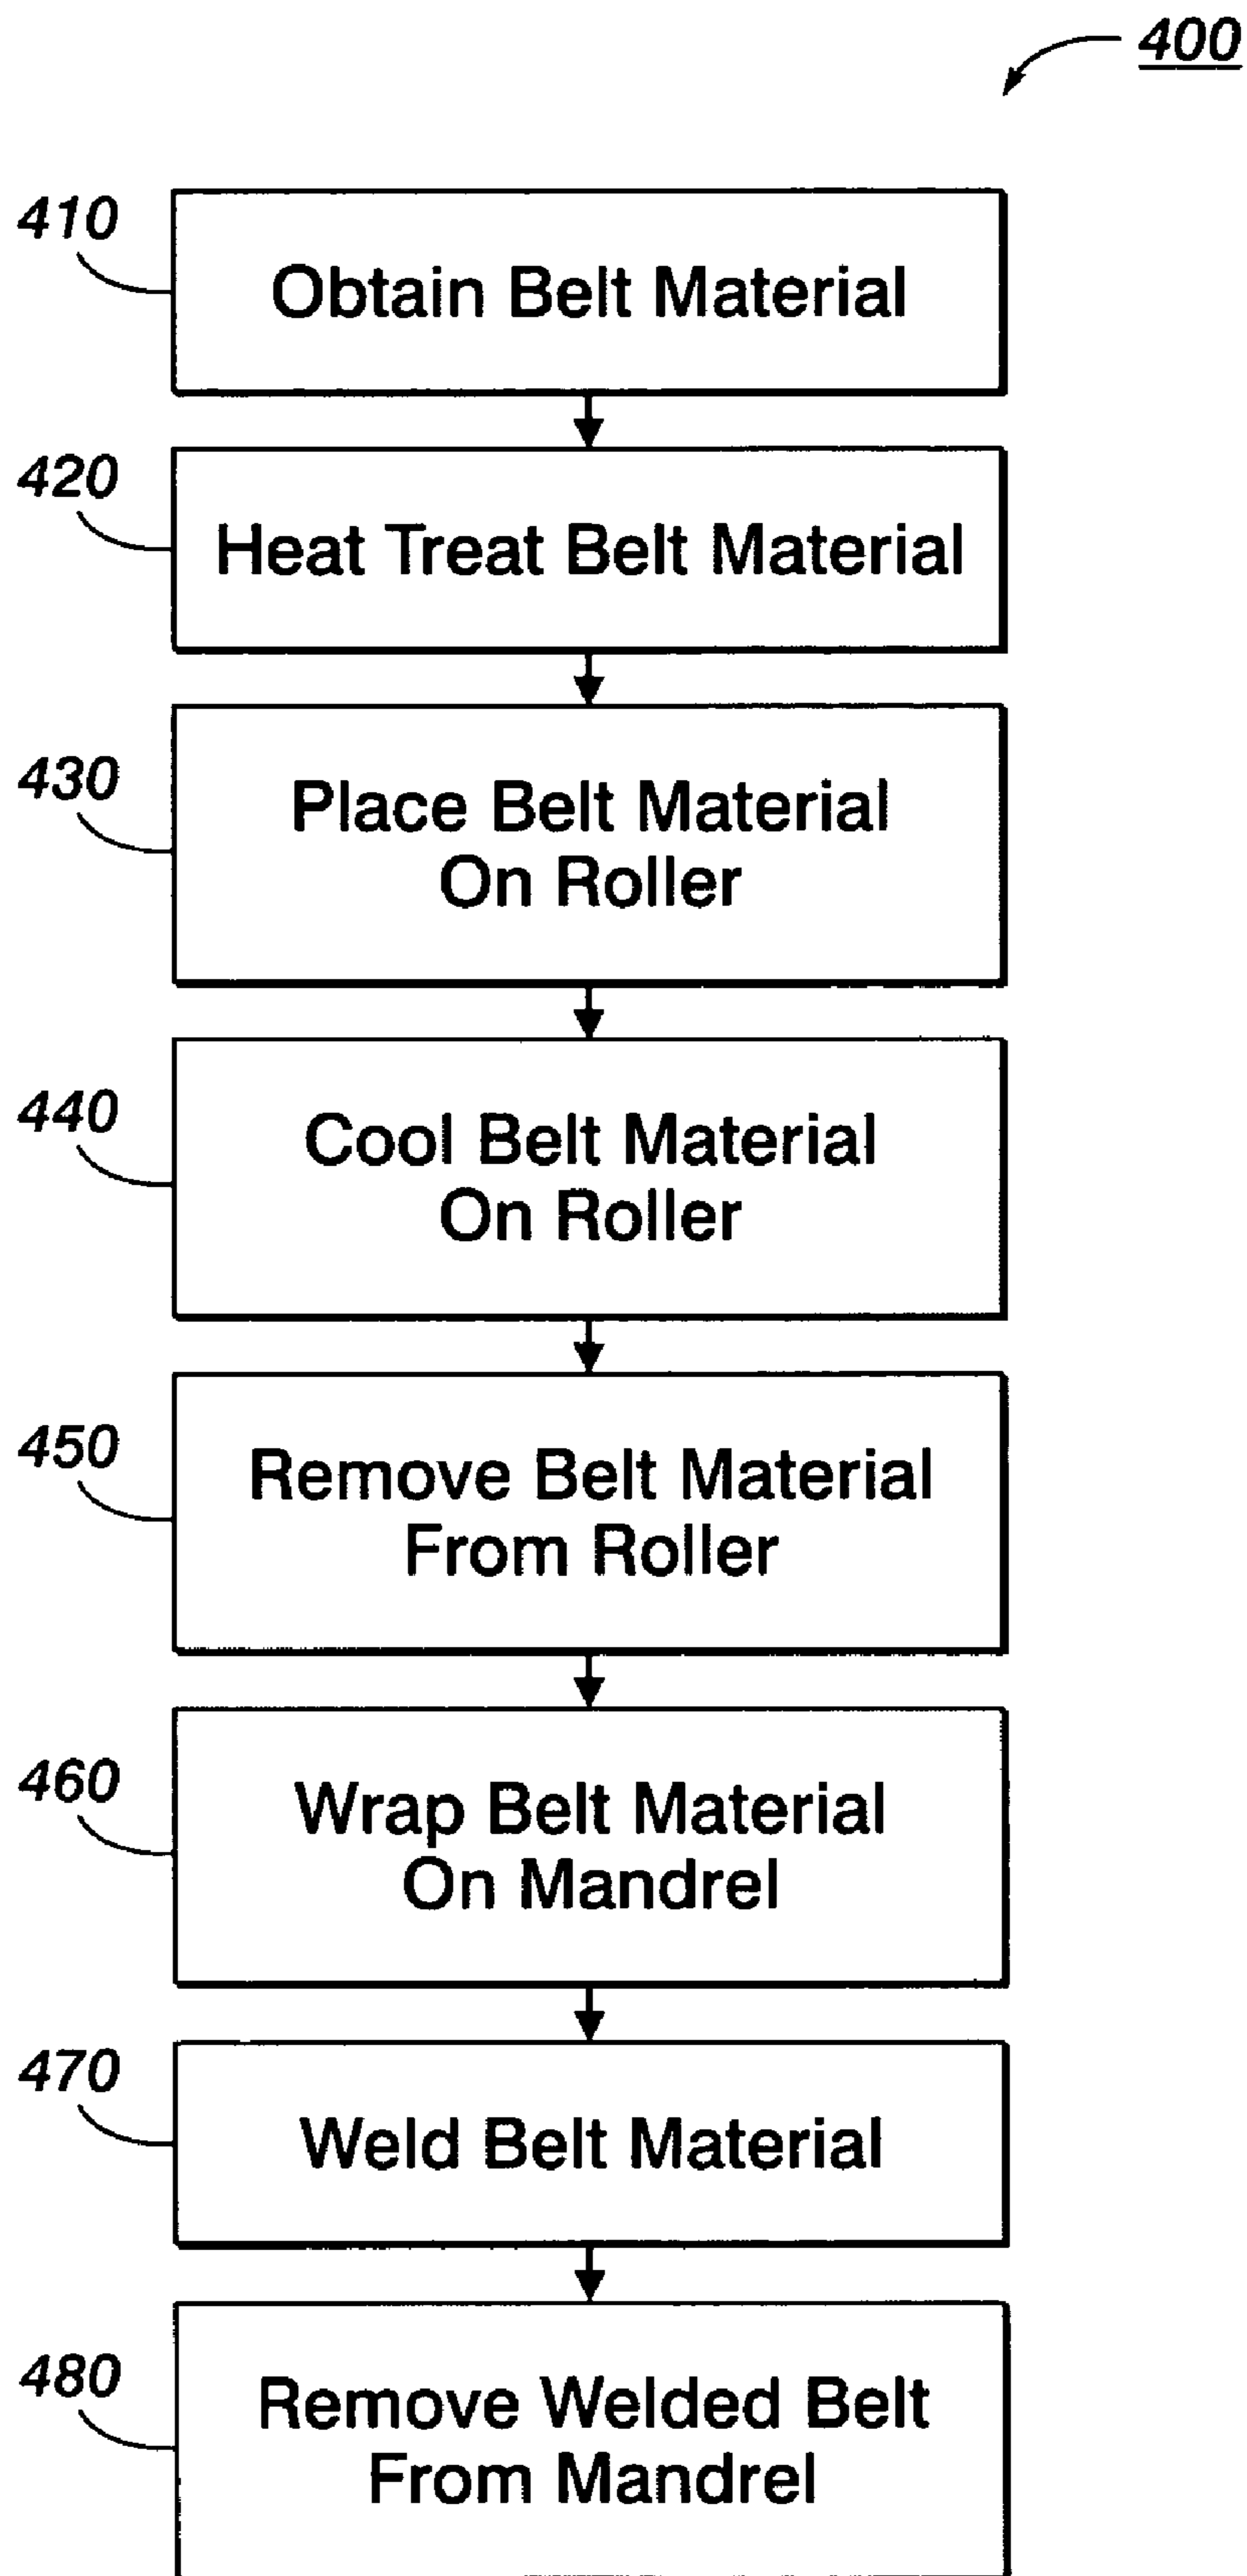 400
410
Obtain Belt Material
420
Heat Treat Belt Material
430
Place Belt Material
On Roller
440
Cool Belt Material
On Roller
450
Remove Belt Material
From Roller
460
Wrap Belt Material
On Mandrel
470
Weld Belt Material
480
Remove Welded Belt
From Mandrel